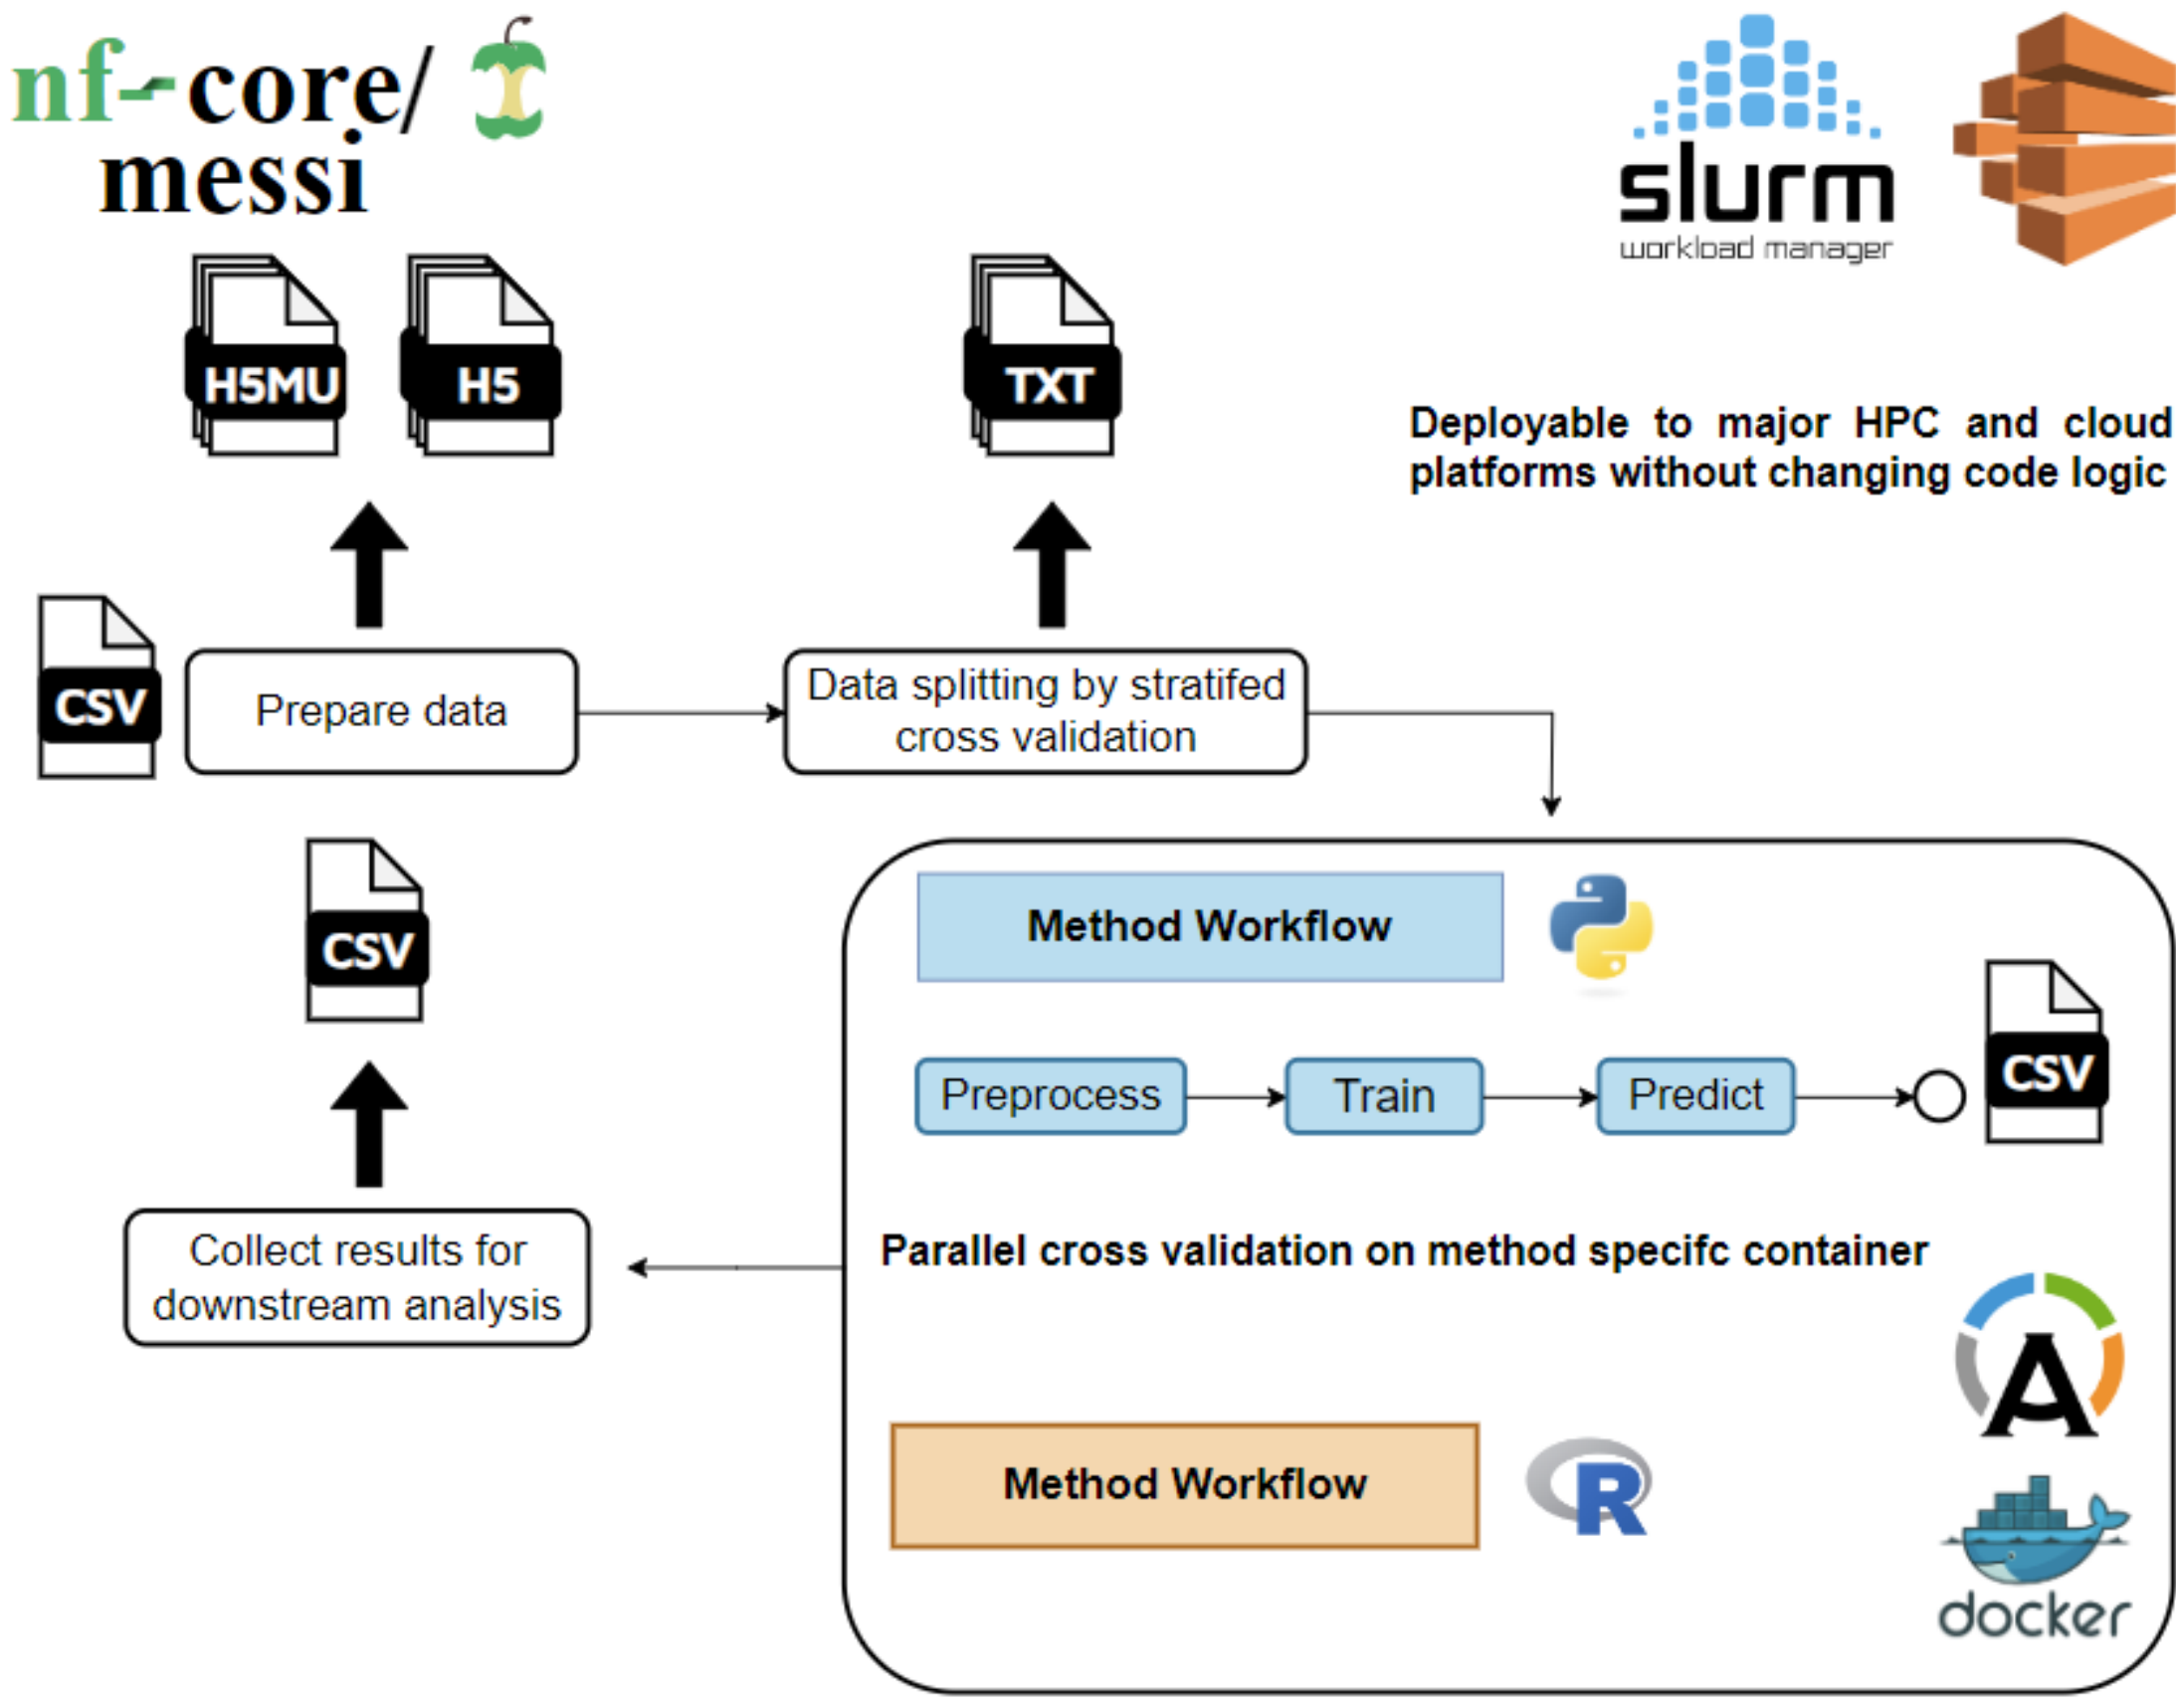 nf-core/
messi
slurm
workload manager
H5MU
H5
TXT
Deployable to major HPC and cloud
platforms without changing code logic
CSV
Prepare data
Data splitting by stratifed
cross validation
CSV
Method Workflow
Preprocess
Train
Predict
CSV
Parallel cross validation on method specifc container
Collect results for
downstream analysis
A
Method Workflow
R
docker